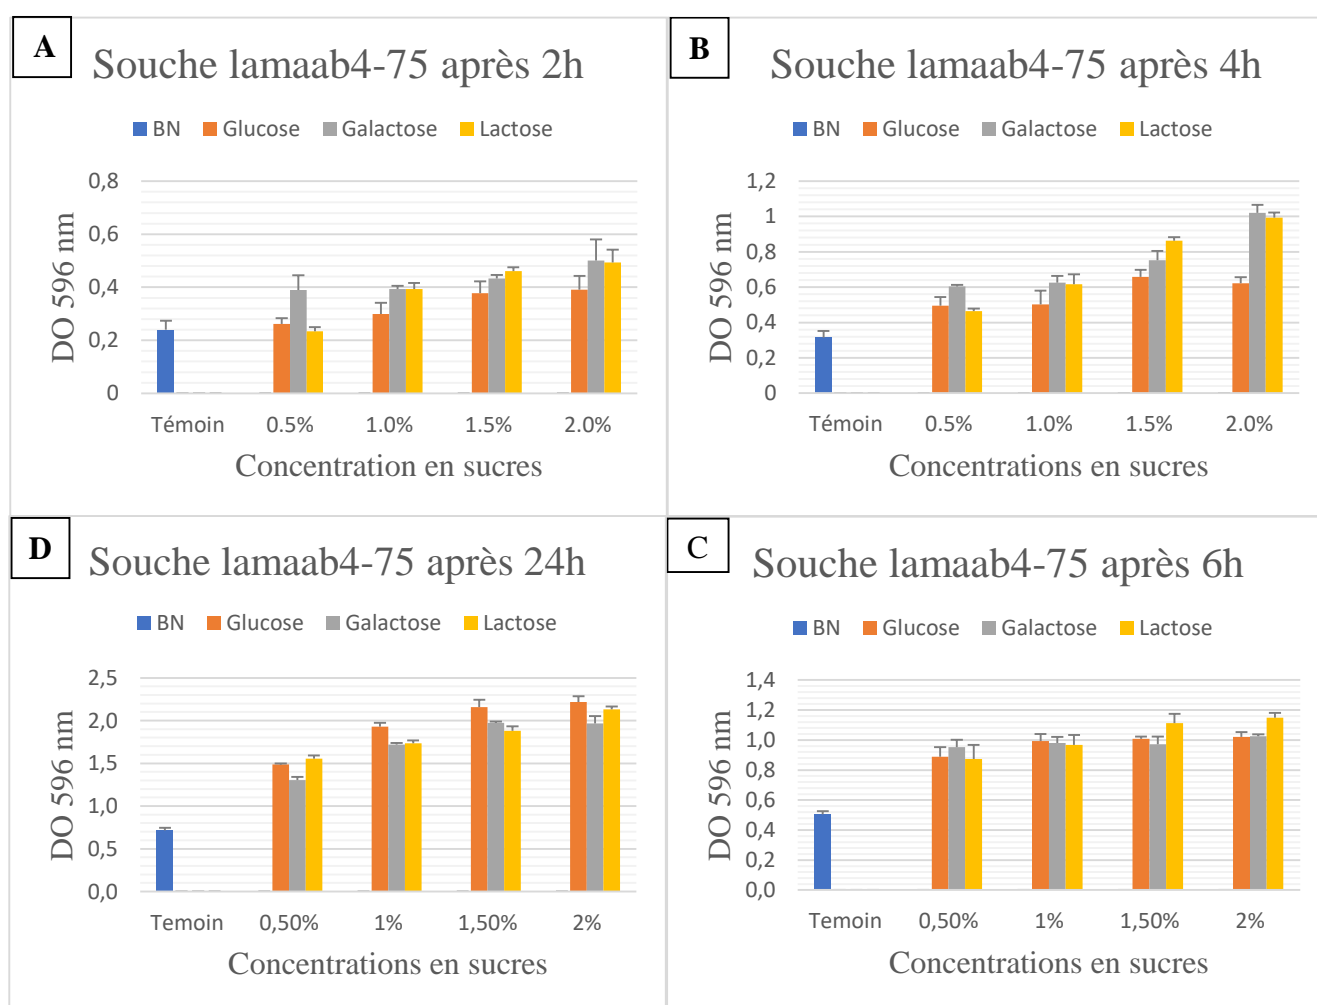 A
Souche lamaab4-75 après 2h
BN Glucose Galactose Lactose
0,8
0,6
0,4
0,2
0
DO 596 nm
Témoin 0.5% 1.0% 1.5% 2.0%
Concentration en sucres
B
Souche lamaab4-75 après 4h
BN Glucose Galactose Lactose
1,2
1
0,8
0,6
0,4
0,2
0
DO 596 nm
Témoin 0.5% 1.0% 1.5% 2.0%
Concentrations en sucres
D
Souche lamaab4-75 après 24h
BN Glucose Galactose Lactose
2,5
2,0
1,5
1,0
0,5
0,0
DO 596 nm
Temoin 0,50% 1% 1,50% 2%
Concentrations en sucres
C
Souche lamaab4-75 après 6h
BN Glucose Galactose Lactose
1,4
1,2
1,0
0,8
0,6
0,4
0,2
0,0
DO 596 nm
Temoin 0,50% 1% 1,50% 2%
Concentrations en sucres